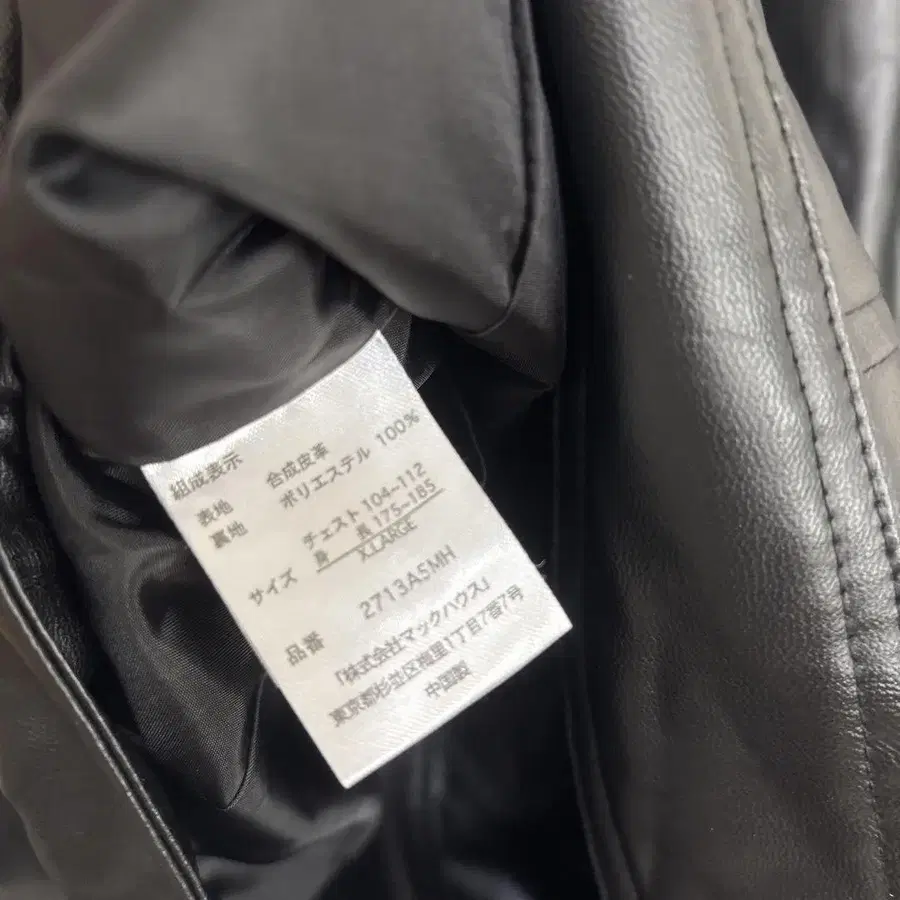 組成表示
表地 合成皮革
裏地 ポリエステル 100%
サイズ チェスト 104-112
身 長 175-185
X.LARGE
品番 2713A5MH
「株式会社マックハウス」
東京都杉並区梅里1丁目7番7号
中国製